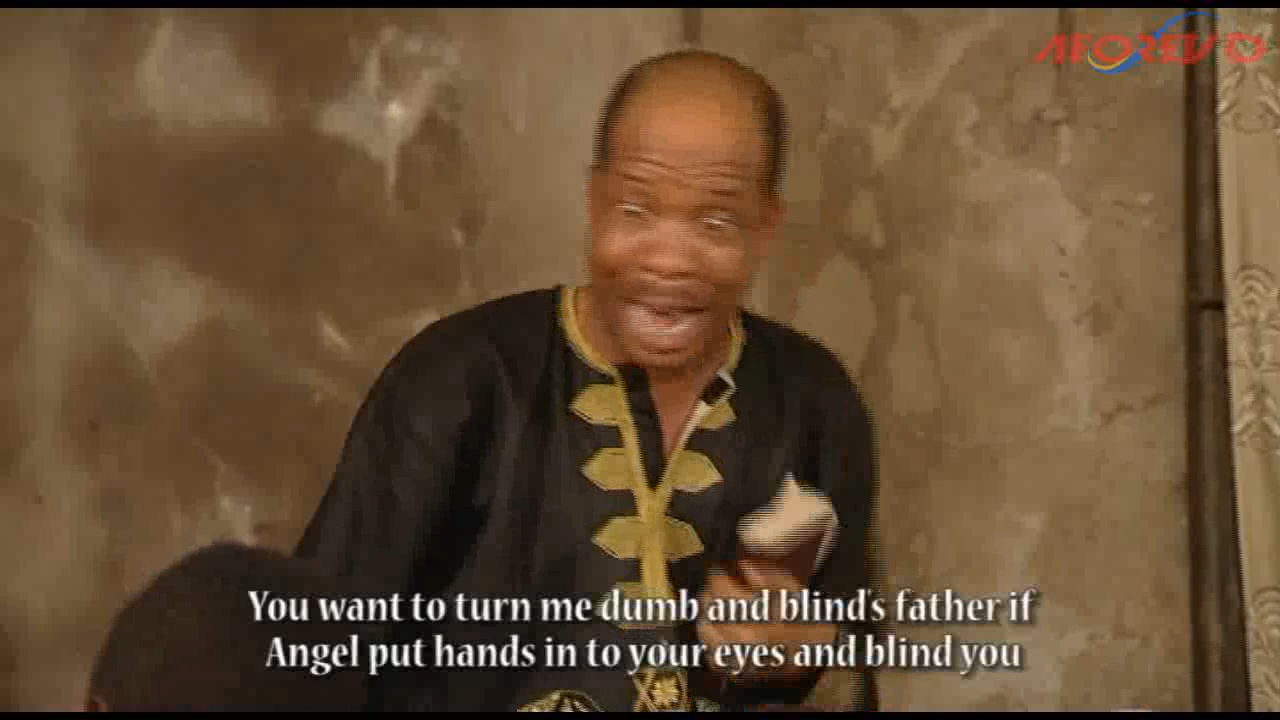 AFOREVO
You want to turn me dumb and blind's father if
Angel put hands in to your eyes and blind you